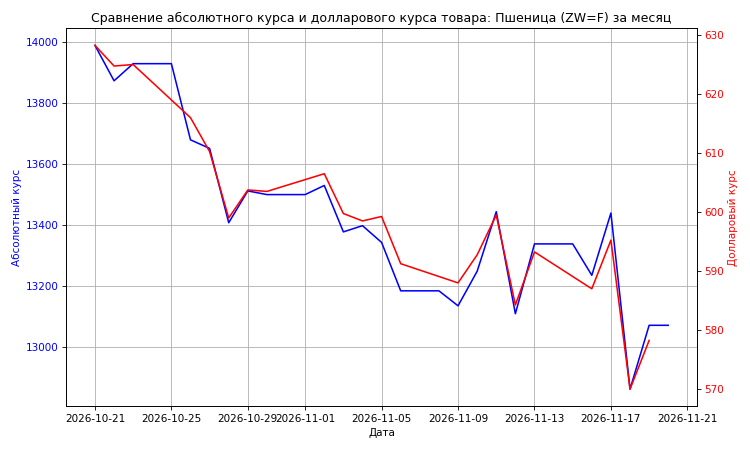 Сравнение абсолютного курса и долларового курса товара: Пшеница (ZW=F) за месяц
Абсолютный курс
14000
13800
13600
13400
13200
13000
630
620
610
600
590
580
570
Долларовый курс
2026-10-21 2026-10-25 2026-10-29 2026-11-01 2026-11-05 2026-11-09 2026-11-13 2026-11-17 2026-11-21
Дата